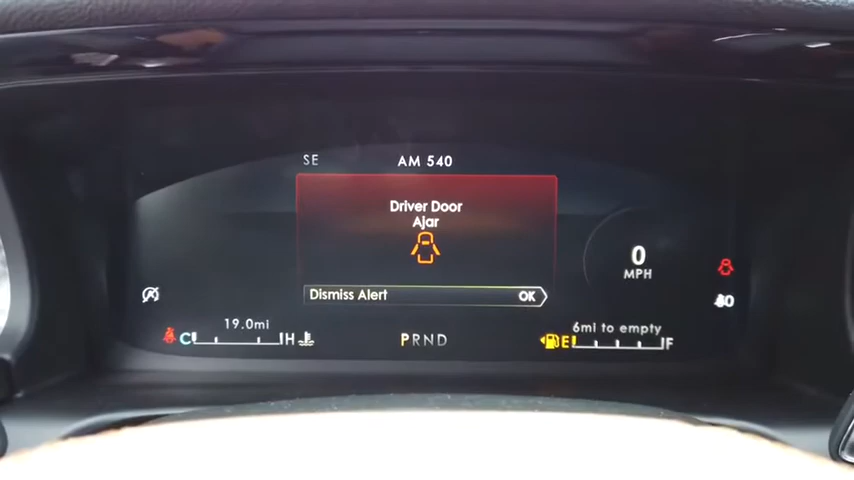 SE
AM 540
Driver Door
Ajar
Dismiss Alert OK
0
MPH
19.0mi
C H
PRND
6mi to empty
E F